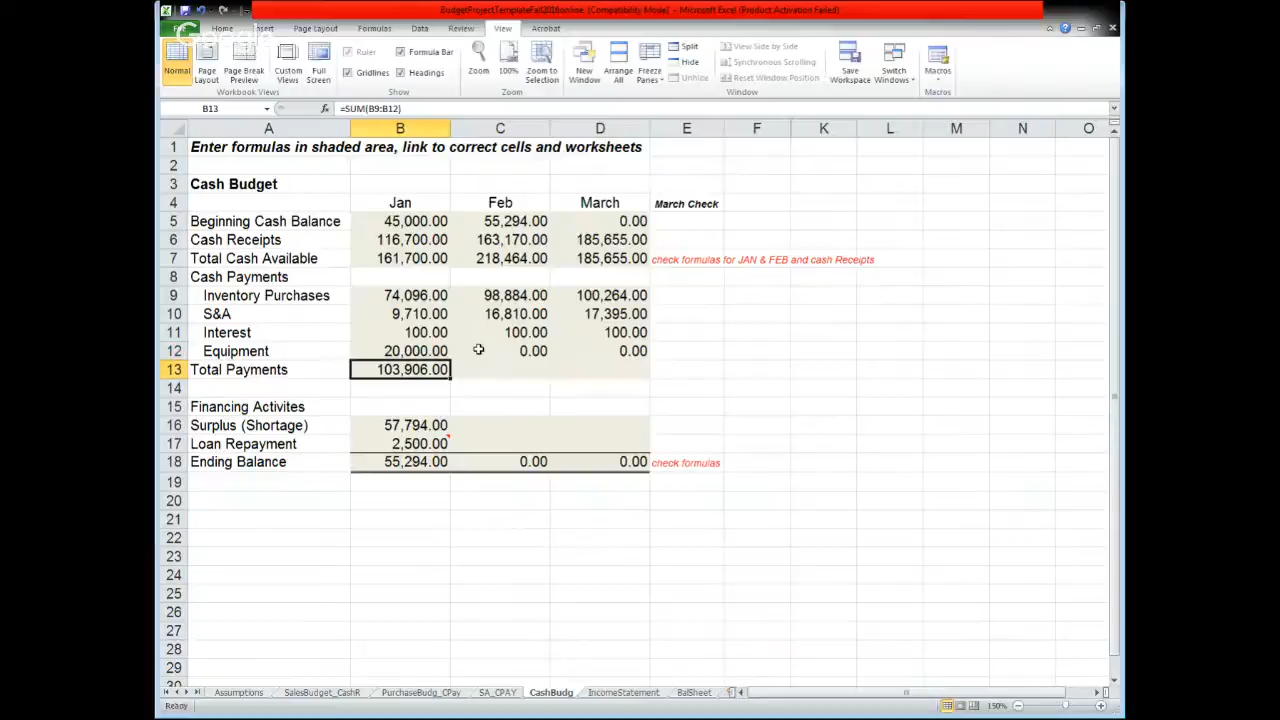 BudgetProjectTemplateFall2016online [Compatibility Mode] - Microsoft Excel (Product Activation Failed)
File Home Insert Page Layout Formulas Data Review View Acrobat
Normal Page Layout Page Break Preview Custom Views Full Screen
Workbook Views
Ruler Formula Bar
Gridlines Headings
Show
Zoom 100% Zoom to Selection
Zoom
New Window Arrange All Freeze Panes
Split View Side by Side
Hide Synchronous Scrolling
Unhide Reset Window Position
Window
Save Workspace Switch Windows
Macros
Macros
B13 fx =SUM(B9:B12)
A B C D E F K L M N O
1 Enter formulas in shaded area, link to correct cells and worksheets
2
3 Cash Budget
4 Jan Feb March March Check
5 Beginning Cash Balance 45,000.00 55,294.00 0.00
6 Cash Receipts 116,700.00 163,170.00 185,655.00
7 Total Cash Available 161,700.00 218,464.00 185,655.00 check formulas for JAN & FEB and cash Receipts
8 Cash Payments
9 Inventory Purchases 74,096.00 98,884.00 100,264.00
10 S&A 9,710.00 16,810.00 17,395.00
11 Interest 100.00 100.00 100.00
12 Equipment 20,000.00 0.00 0.00
13 Total Payments 103,906.00
14
15 Financing Activites
16 Surplus (Shortage) 57,794.00
17 Loan Repayment 2,500.00
18 Ending Balance 55,294.00 0.00 0.00 check formulas
19
20
21
22
23
24
25
26
27
28
29
30
Assumptions SalesBudget_CashR PurchaseBudg_CPay SA_CPAY CashBudg IncomeStatement BalSheet
Ready 150%